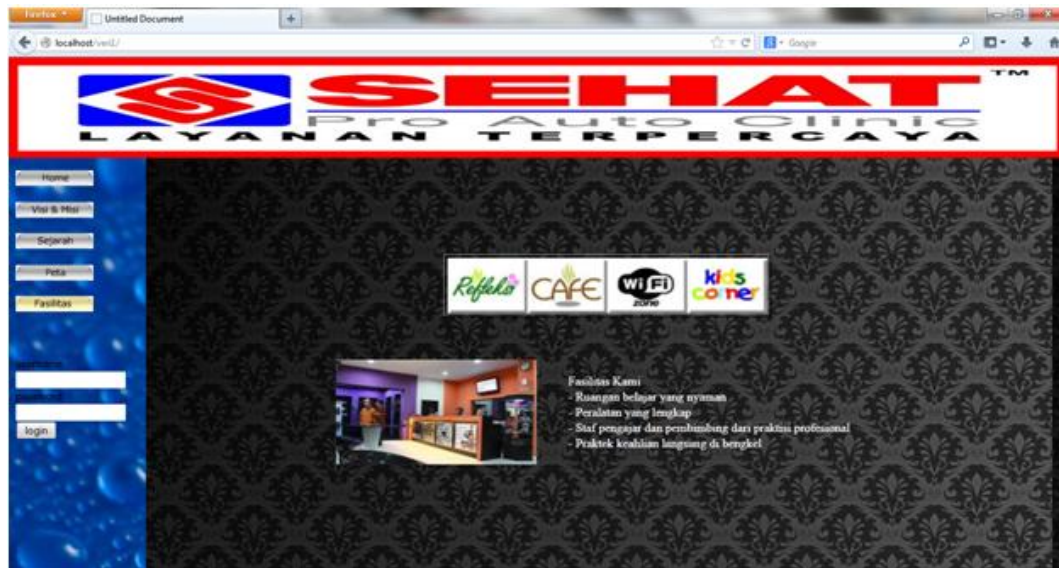 Firefox
Untitled Document
+
localhost/veri1/
Google
SEHAT
TM
Pro Auto Clinic
LAYANAN TERPERCAYA
Home
Visi & Misi
Sejarah
Peta
Fasilitas
login
Refleksi
CAFE
Wi Fi
zone
kids
corner
Fasilitas Kami
- Ruangan belajar yang nyaman
- Peralatan yang lengkap
- Staf pengajar dan pembimbing dari praktisi profesional
- Praktek keahlian langsung di bengkel